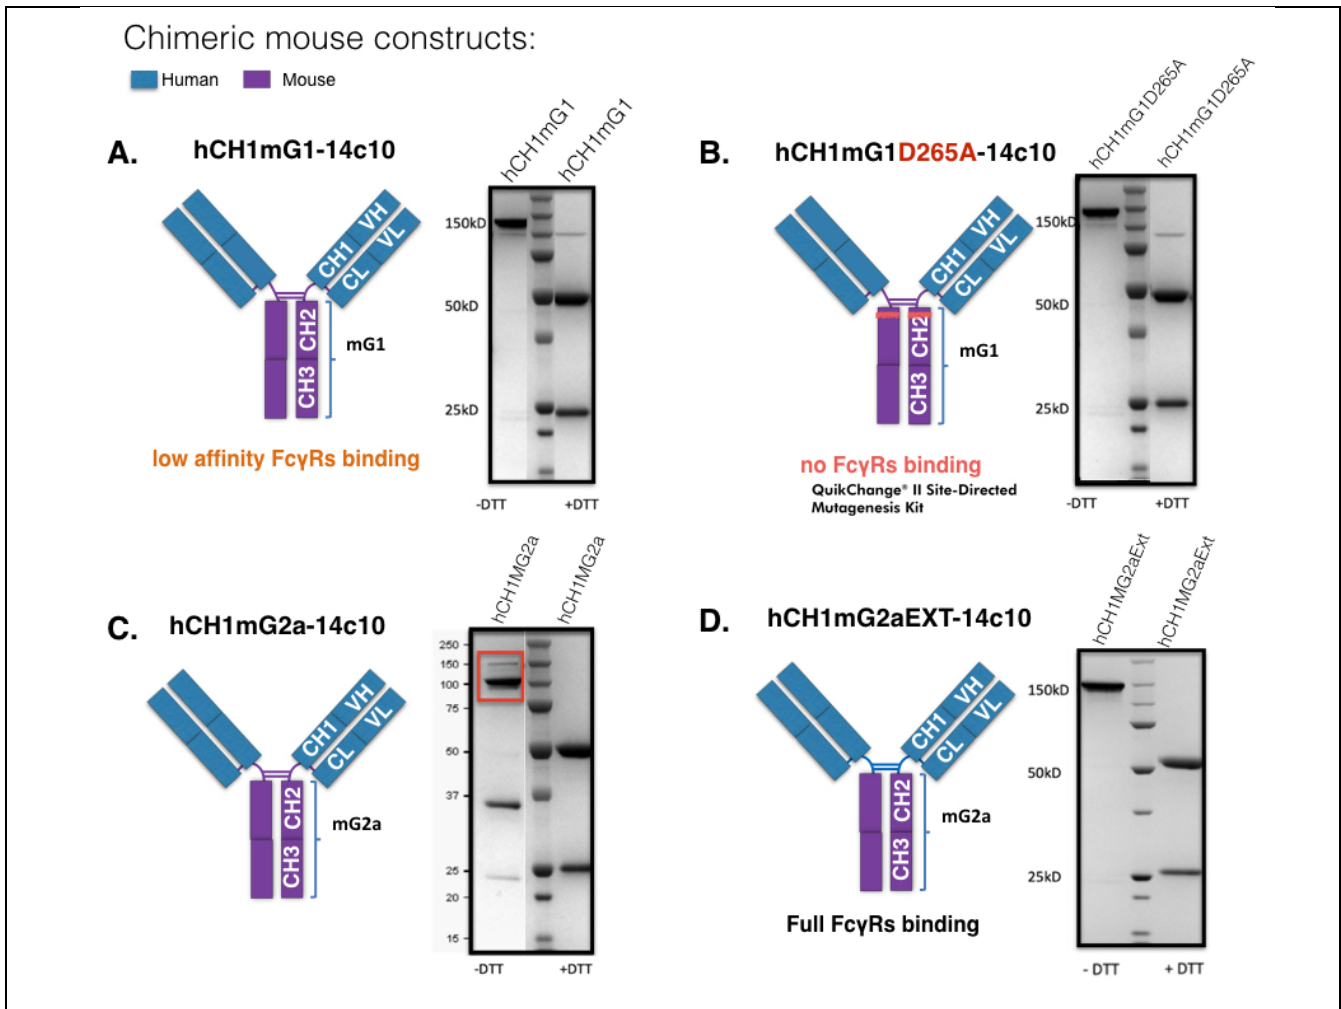 Chimeric mouse constructs:
Human
Mouse
A.
hCH1mG1-14c10
hCH1mG1
hCH1mG1
150kD
50kD
25kD
VH
CH1
VL
CL
CH2
CH3
mG1
low affinity FcγRs binding
-DTT
+DTT
B.
hCH1mG1D265A-14c10
hCH1mG1D265A
hCH1mG1D265A
150kD
50kD
25kD
VH
CH1
VL
CL
CH2
CH3
mG1
no FcγRs binding
QuikChange® II Site-Directed
Mutagenesis Kit
-DTT
+DTT
C.
hCH1mG2a-14c10
hCH1MG2a
hCH1MG2a
250
150
100
75
50
37
25
20
15
VH
CH1
VL
CL
CH2
CH3
mG2a
-DTT
+DTT
D.
hCH1mG2aEXT-14c10
hCH1MG2aExt
hCH1MG2aExt
150kD
50kD
25kD
VH
CH1
VL
CL
CH2
CH3
mG2a
Full FcγRs binding
- DTT
+ DTT